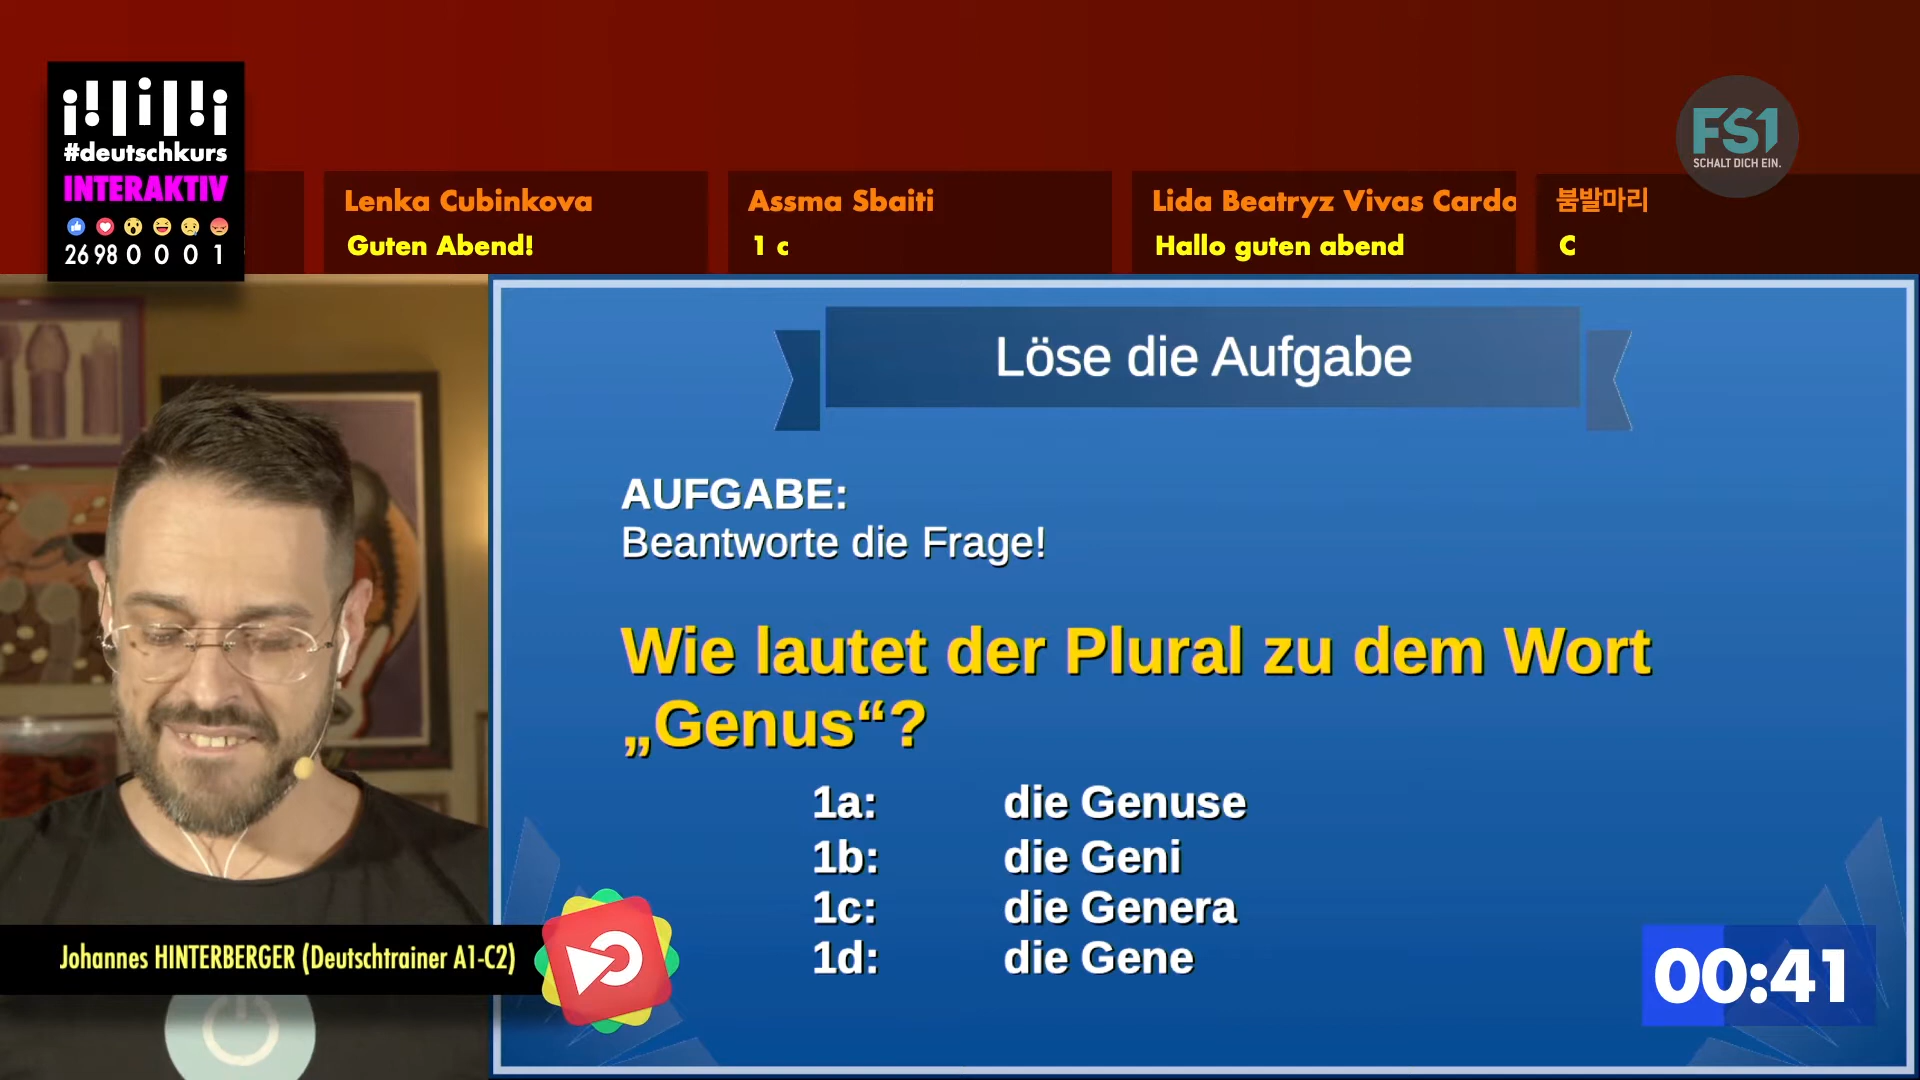 #deutschkurs
INTERAKTIV
26 98 0 0 0 1
Lenka Cubinkova
Guten Abend!
Assma Sbaiti
1 c
Lida Beatryz Vivas Cardo
Hallo guten abend
붐발마리
C
FS1
SCHALT DICH EIN.
Löse die Aufgabe
AUFGABE:
Beantworte die Frage!
Wie lautet der Plural zu dem Wort
„Genus“?
1a: die Genuse
1b: die Geni
1c: die Genera
1d: die Gene
Johannes HINTERBERGER (Deutschtrainer A1-C2)
00:41